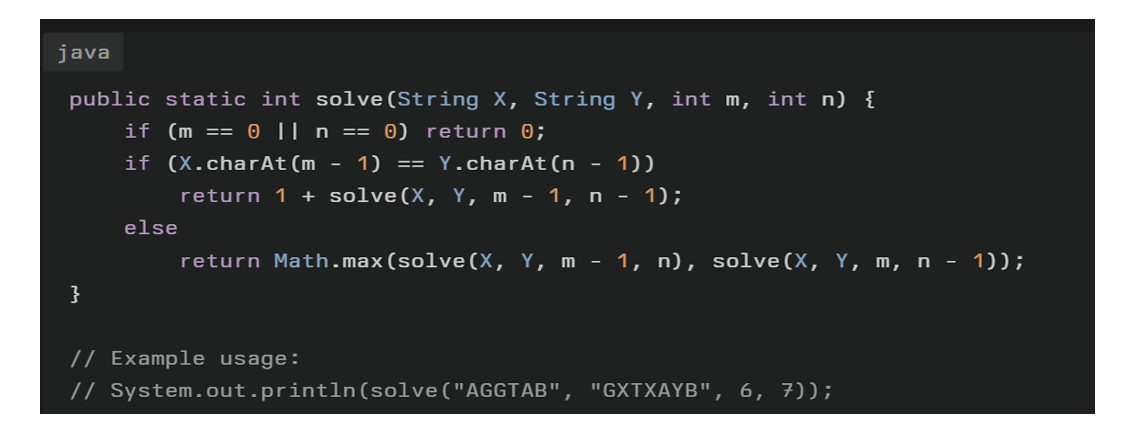 java
public static int solve(String X, String Y, int m, int n) {
    if (m == 0 || n == 0) return 0;
    if (X.charAt(m - 1) == Y.charAt(n - 1))
        return 1 + solve(X, Y, m - 1, n - 1);
    else
        return Math.max(solve(X, Y, m - 1, n), solve(X, Y, m, n - 1));
}
// Example usage:
// System.out.println(solve("AGGTAB", "GXTXAYB", 6, 7));